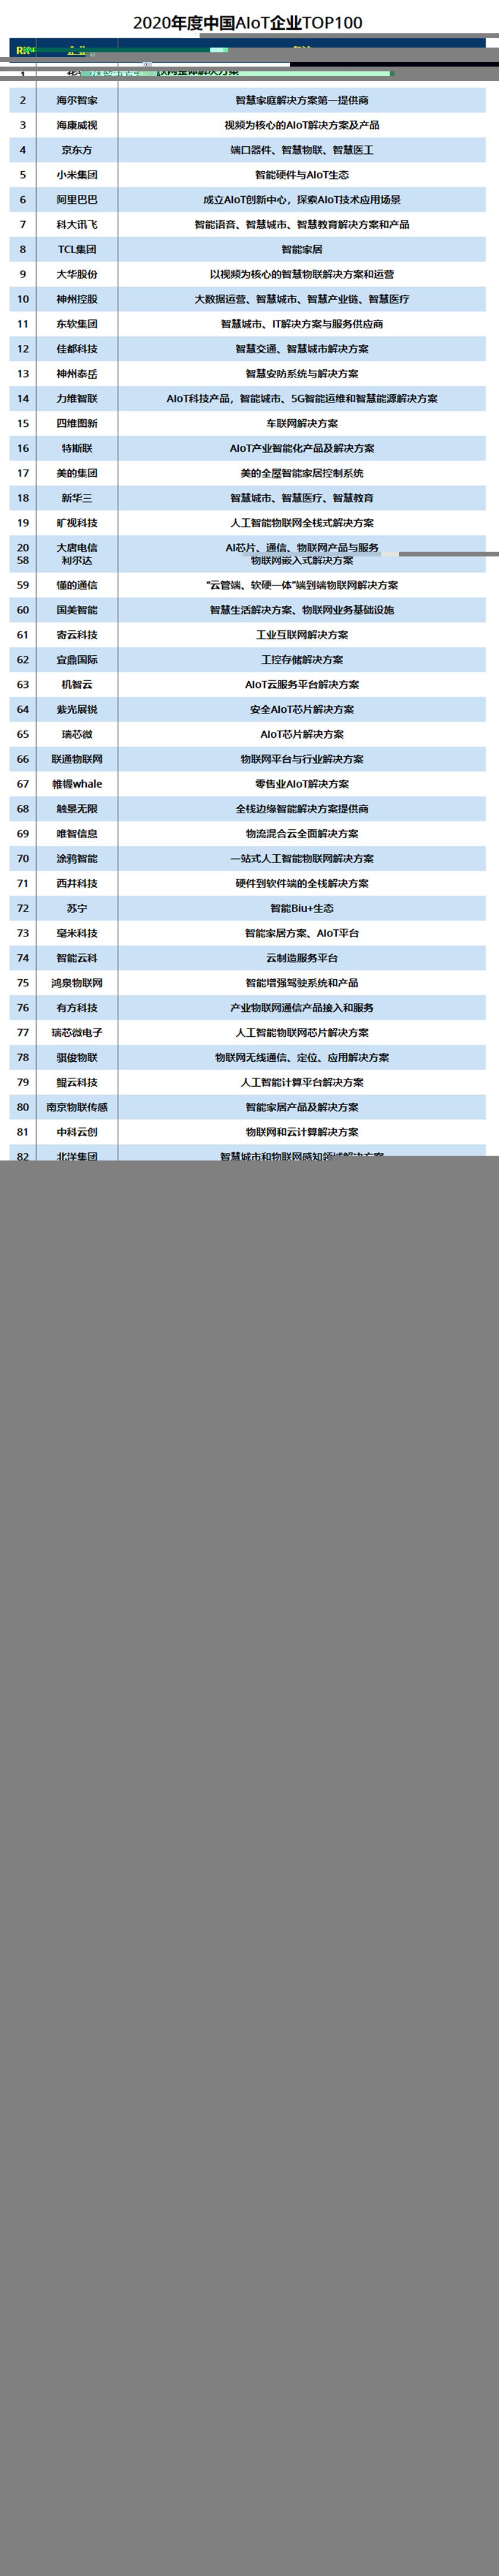 2020年度中国AIoT企业TOP100
1
2 海尔智家 智慧家庭解决方案第一提供商
3 海康威视 视频为核心的AIoT解决方案及产品
4 京东方 端口器件、智慧物联、智慧医工
5 小米集团 智能硬件与AIoT生态
6 阿里巴巴 成立AIoT创新中心，探索AIoT技术应用场景
7 科大讯飞 智能语音、智慧城市、智慧教育解决方案和产品
8 TCL集团 智能家居
9 大华股份 以视频为核心的智慧物联解决方案和运营
10 神州控股 大数据运营、智慧城市、智慧产业链、智慧医疗
11 东软集团 智慧城市、IT解决方案与服务供应商
12 佳都科技 智慧交通、智慧城市解决方案
13 神州泰岳 智慧安防系统与解决方案
14 力维智联 AIoT科技产品，智能城市、5G智能运维和智慧能源解决方案
15 四维图新 车联网解决方案
16 特斯联 AIoT产业智能化产品及解决方案
17 美的集团 美的全屋智能家居控制系统
18 新华三 智慧城市、智慧医疗、智慧教育
19 旷视科技 人工智能物联网全栈式解决方案
20 大唐电信 AI芯片、通信、物联网产品与服务
58 利尔达 物联网嵌入式解决方案
59 懂的通信 “云管端、软硬一体”端到端物联网解决方案
60 国美智能 智慧生活解决方案、物联网业务基础设施
61 寄云科技 工业互联网解决方案
62 宜鼎国际 工控存储解决方案
63 机智云 AIoT云服务平台解决方案
64 紫光展锐 安全AIoT芯片解决方案
65 瑞芯微 AIoT芯片解决方案
66 联通物联网 物联网平台与行业解决方案
67 帷幄whale 零售业AIoT解决方案
68 触景无限 全栈边缘智能解决方案提供商
69 唯智信息 物流混合云全面解决方案
70 涂鸦智能 一站式人工智能物联网解决方案
71 西井科技 硬件到软件端的全栈解决方案
72 苏宁 智能Biu+生态
73 毫米科技 智能家居方案、AIoT平台
74 智能云科 云制造服务平台
75 鸿泉物联网 智能增强驾驶系统和产品
76 有方科技 产业物联网通信产品接入和服务
77 瑞芯微电子 人工智能物联网芯片解决方案
78 骐俊物联 物联网无线通信、定位、应用解决方案
79 鲲云科技 人工智能计算平台解决方案
80 南京物联传感 智能家居产品及解决方案
81 中科云创 物联网和云计算解决方案
82 北洋集团 智慧城市和物联网感知领域解决方案